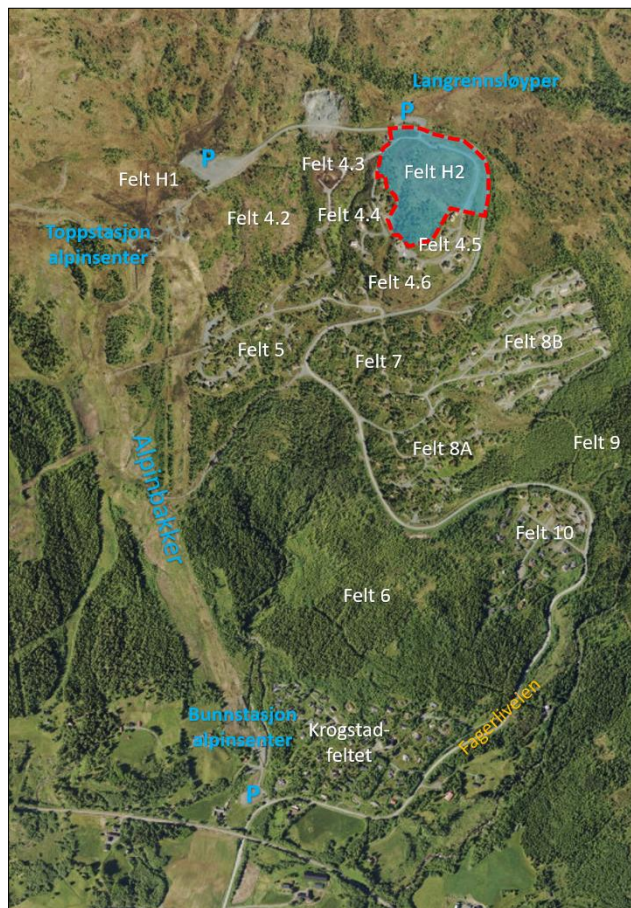 Langrennsløyper
P
P
Felt 4.3
Felt H2
Felt H1
Felt 4.2
Felt 4.4
Toppstasjon
alpinsenter
Felt 4.5
Felt 4.6
Felt 5
Felt 7
Felt 8B
Felt 8A
Felt 9
Alpinbakker
Felt 10
Felt 6
Fagerliveien
Bunnstasjon
alpinsenter
Krogstad-
feltet
P